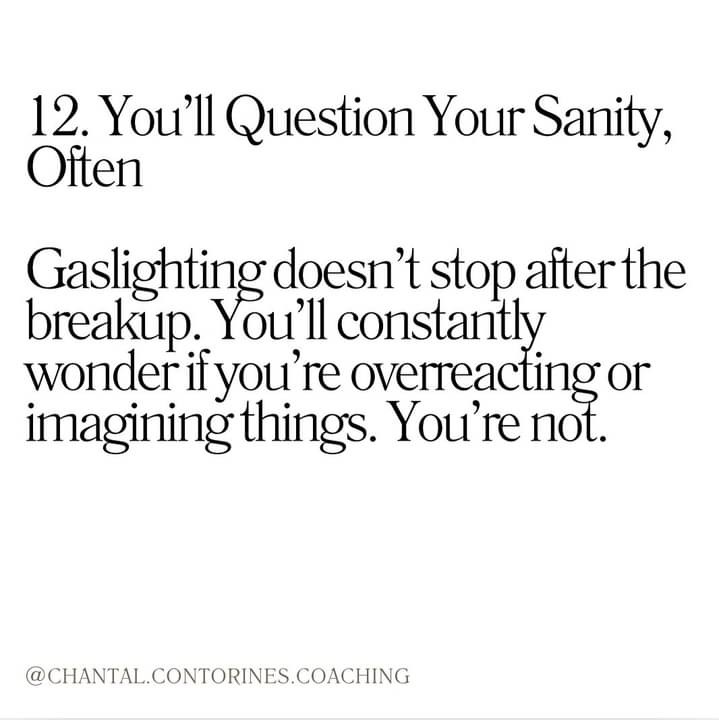 12. You’ll Question Your Sanity,
Often
Gaslighting doesn’t stop after the
breakup. You’ll constantly
wonder if you’re overreacting or
imagining things. You’re not.
@CHANTAL.CONTORINES.COACHING